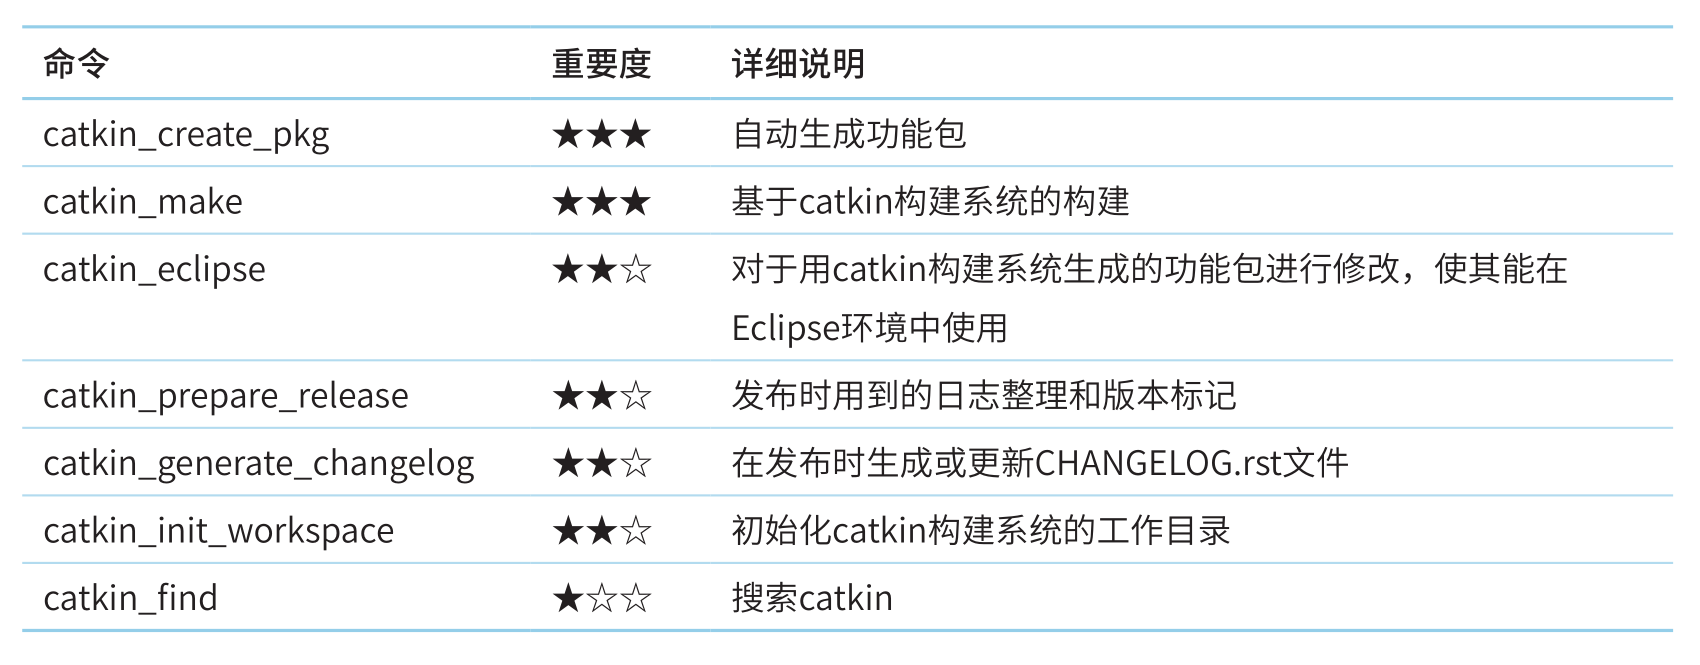 命令 重要度 详细说明
catkin_create_pkg ★★★ 自动生成功能包
catkin_make ★★★ 基于catkin构建系统的构建
catkin_eclipse ★★☆ 对于用catkin构建系统生成的功能包进行修改，使其能在
Eclipse环境中使用
catkin_prepare_release ★★☆ 发布时用到的日志整理和版本标记
catkin_generate_changelog ★★☆ 在发布时生成或更新CHANGELOG.rst文件
catkin_init_workspace ★★☆ 初始化catkin构建系统的工作目录
catkin_find ★☆☆ 搜索catkin